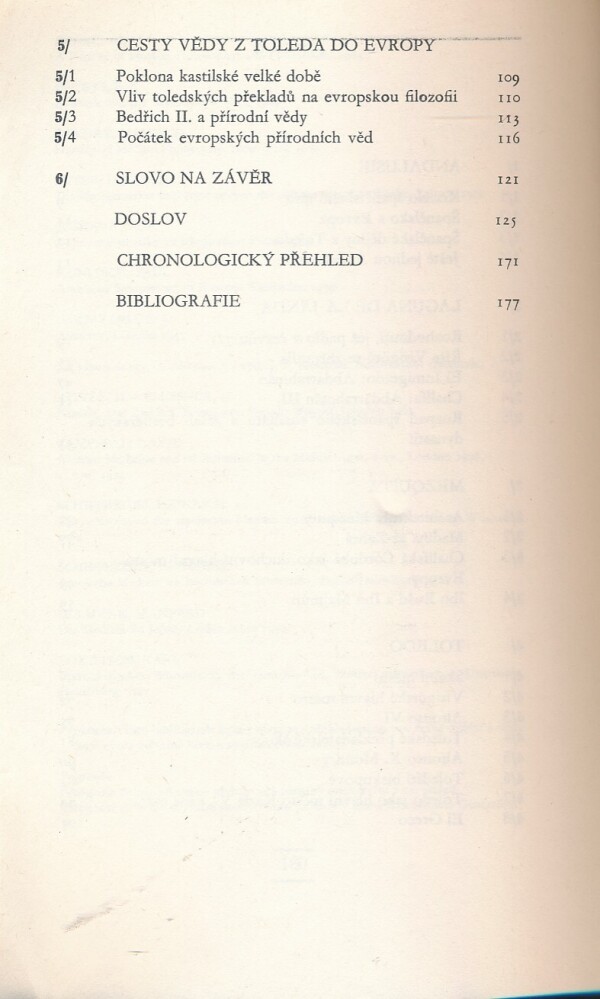 5/ CESTY VĚDY Z TOLEDA DO EVROPY
5/1 Poklona kastilské velké době 109
5/2 Vliv toledských překladů na evropskou filozofii 110
5/3 Bedřich II. a přírodní vědy 113
5/4 Počátek evropských přírodních věd 116
6/ SLOVO NA ZÁVĚR 121
DOSLOV 125
CHRONOLOGICKÝ PŘEHLED 171
BIBLIOGRAFIE 177